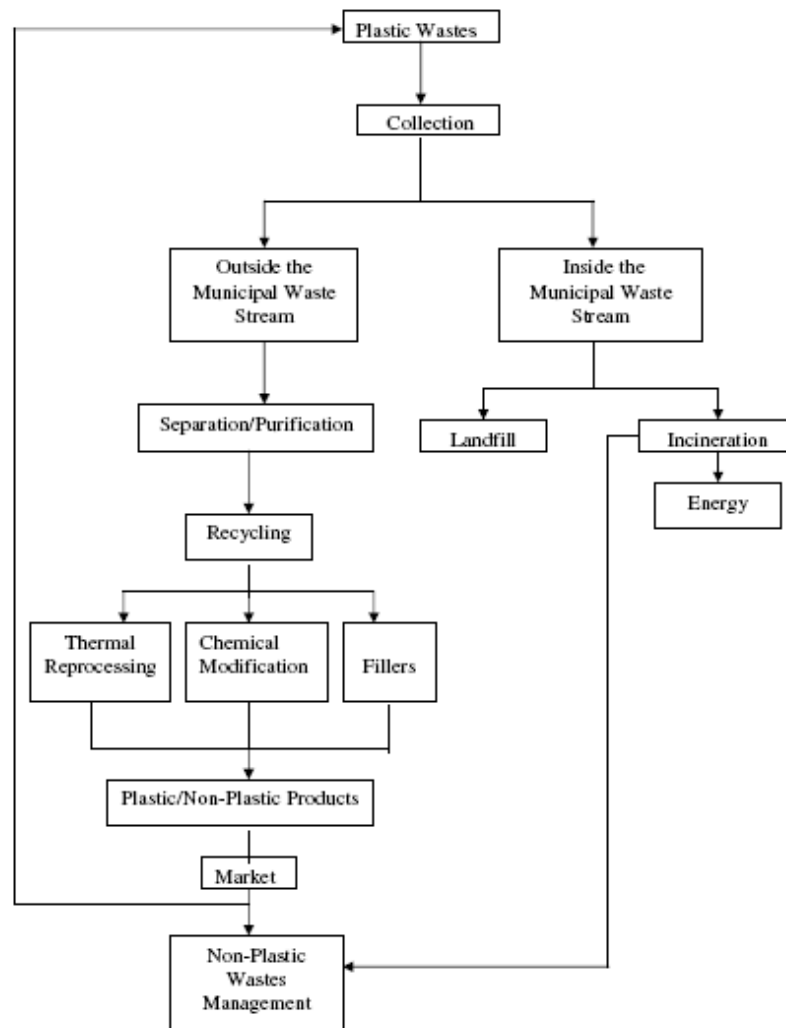 Plastic Wastes
Collection
Outside the
Municipal Waste
Stream
Inside the
Municipal Waste
Stream
Separation/Purification
Landfill
Incineration
Energy
Recycling
Thermal
Reprocessing
Chemical
Modification
Fillers
Plastic/Non-Plastic Products
Market
Non-Plastic
Wastes
Management